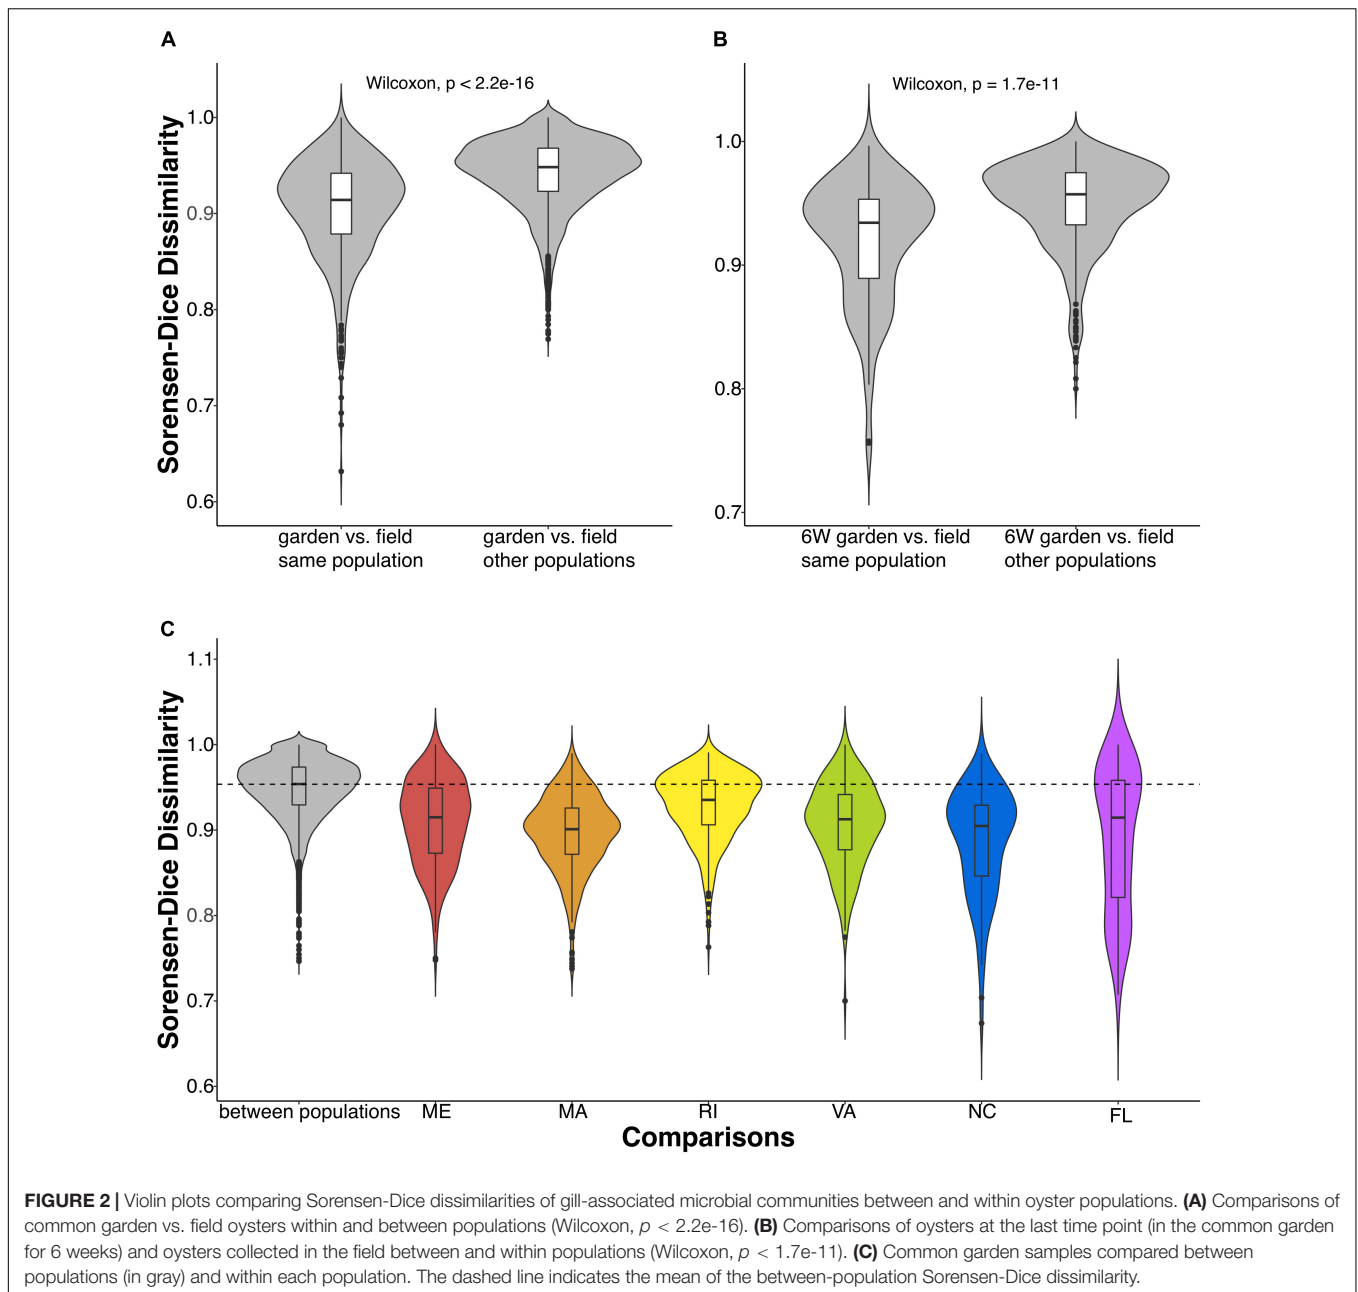 A
B
Wilcoxon, p < 2.2e-16
Wilcoxon, p = 1.7e-11
Sorensen-Dice Dissimilarity
1.0
0.9
0.8
0.7
0.6
1.0
0.9
0.8
0.7
garden vs. field
same population
garden vs. field
other populations
6W garden vs. field
same population
6W garden vs. field
other populations
C
Sorensen-Dice Dissimilarity
1.1
1.0
0.9
0.8
0.7
0.6
between populations
ME
MA
RI
VA
NC
FL
Comparisons
FIGURE 2 | Violin plots comparing Sorensen-Dice dissimilarities of gill-associated microbial communities between and within oyster populations. (A) Comparisons of
common garden vs. field oysters within and between populations (Wilcoxon, p < 2.2e-16). (B) Comparisons of oysters at the last time point (in the common garden
for 6 weeks) and oysters collected in the field between and within populations (Wilcoxon, p < 1.7e-11). (C) Common garden samples compared between
populations (in gray) and within each population. The dashed line indicates the mean of the between-population Sorensen-Dice dissimilarity.